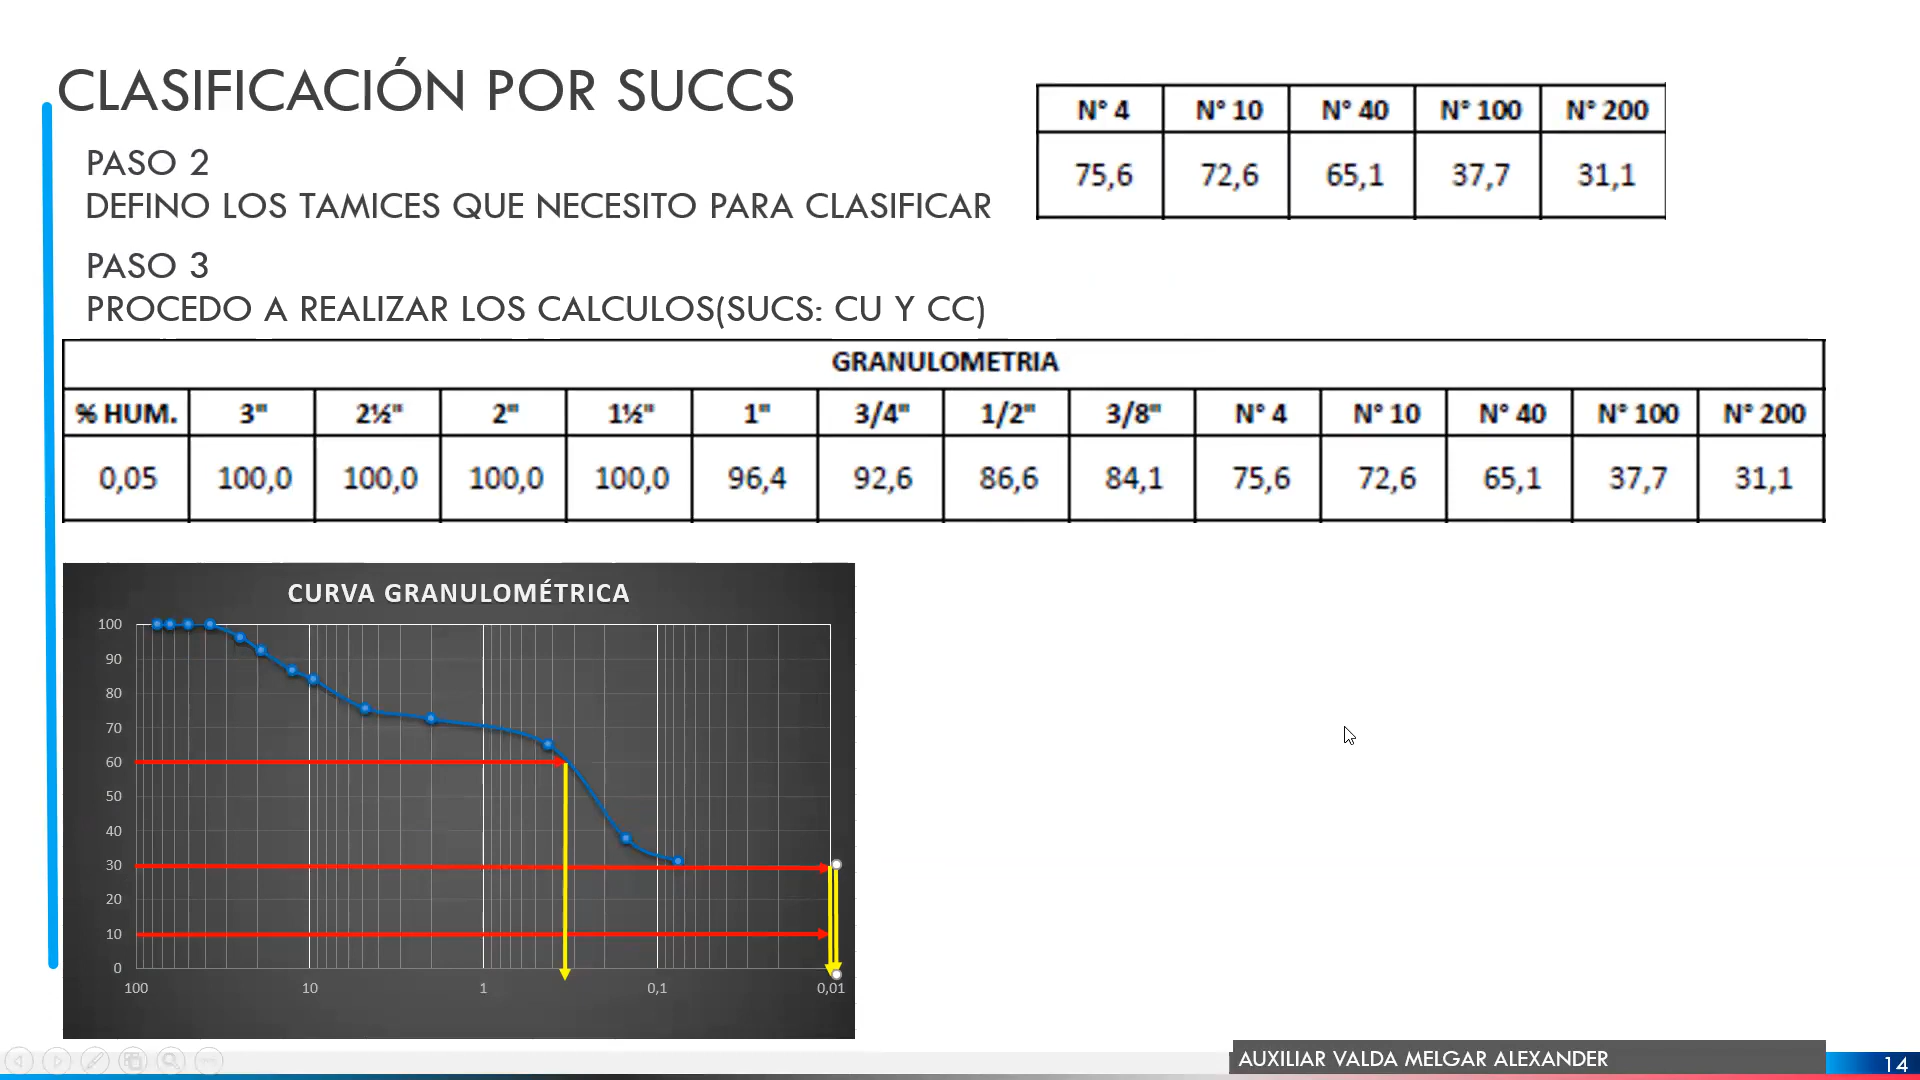 CLASIFICACIÓN POR SUCCS
N° 4 N° 10 N° 40 N° 100 N° 200
75,6 72,6 65,1 37,7 31,1
PASO 2
DEFINO LOS TAMICES QUE NECESITO PARA CLASIFICAR
PASO 3
PROCEDO A REALIZAR LOS CALCULOS(SUCS: CU Y CC)
GRANULOMETRIA
% HUM. 3" 2½" 2" 1½" 1" 3/4" 1/2" 3/8" N° 4 N° 10 N° 40 N° 100 N° 200
0,05 100,0 100,0 100,0 100,0 96,4 92,6 86,6 84,1 75,6 72,6 65,1 37,7 31,1
CURVA GRANULOMÉTRICA
100
90
80
70
60
50
40
30
20
10
0
100 10 1 0,1 0,01
AUXILIAR VALDA MELGAR ALEXANDER
14